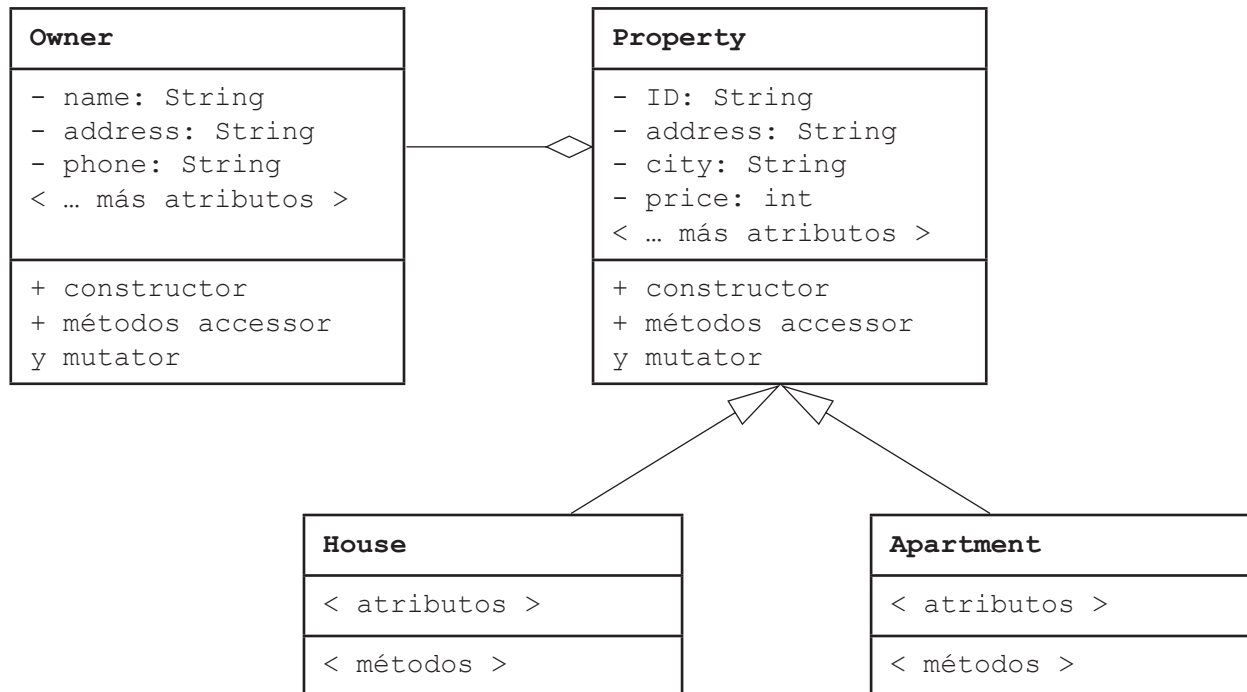 Owner
- name: String
- address: String
- phone: String
< … más atributos >
+ constructor
+ métodos accessor
y mutator
Property
- ID: String
- address: String
- city: String
- price: int
< … más atributos >
+ constructor
+ métodos accessor
y mutator
House
< atributos >
< métodos >
Apartment
< atributos >
< métodos >